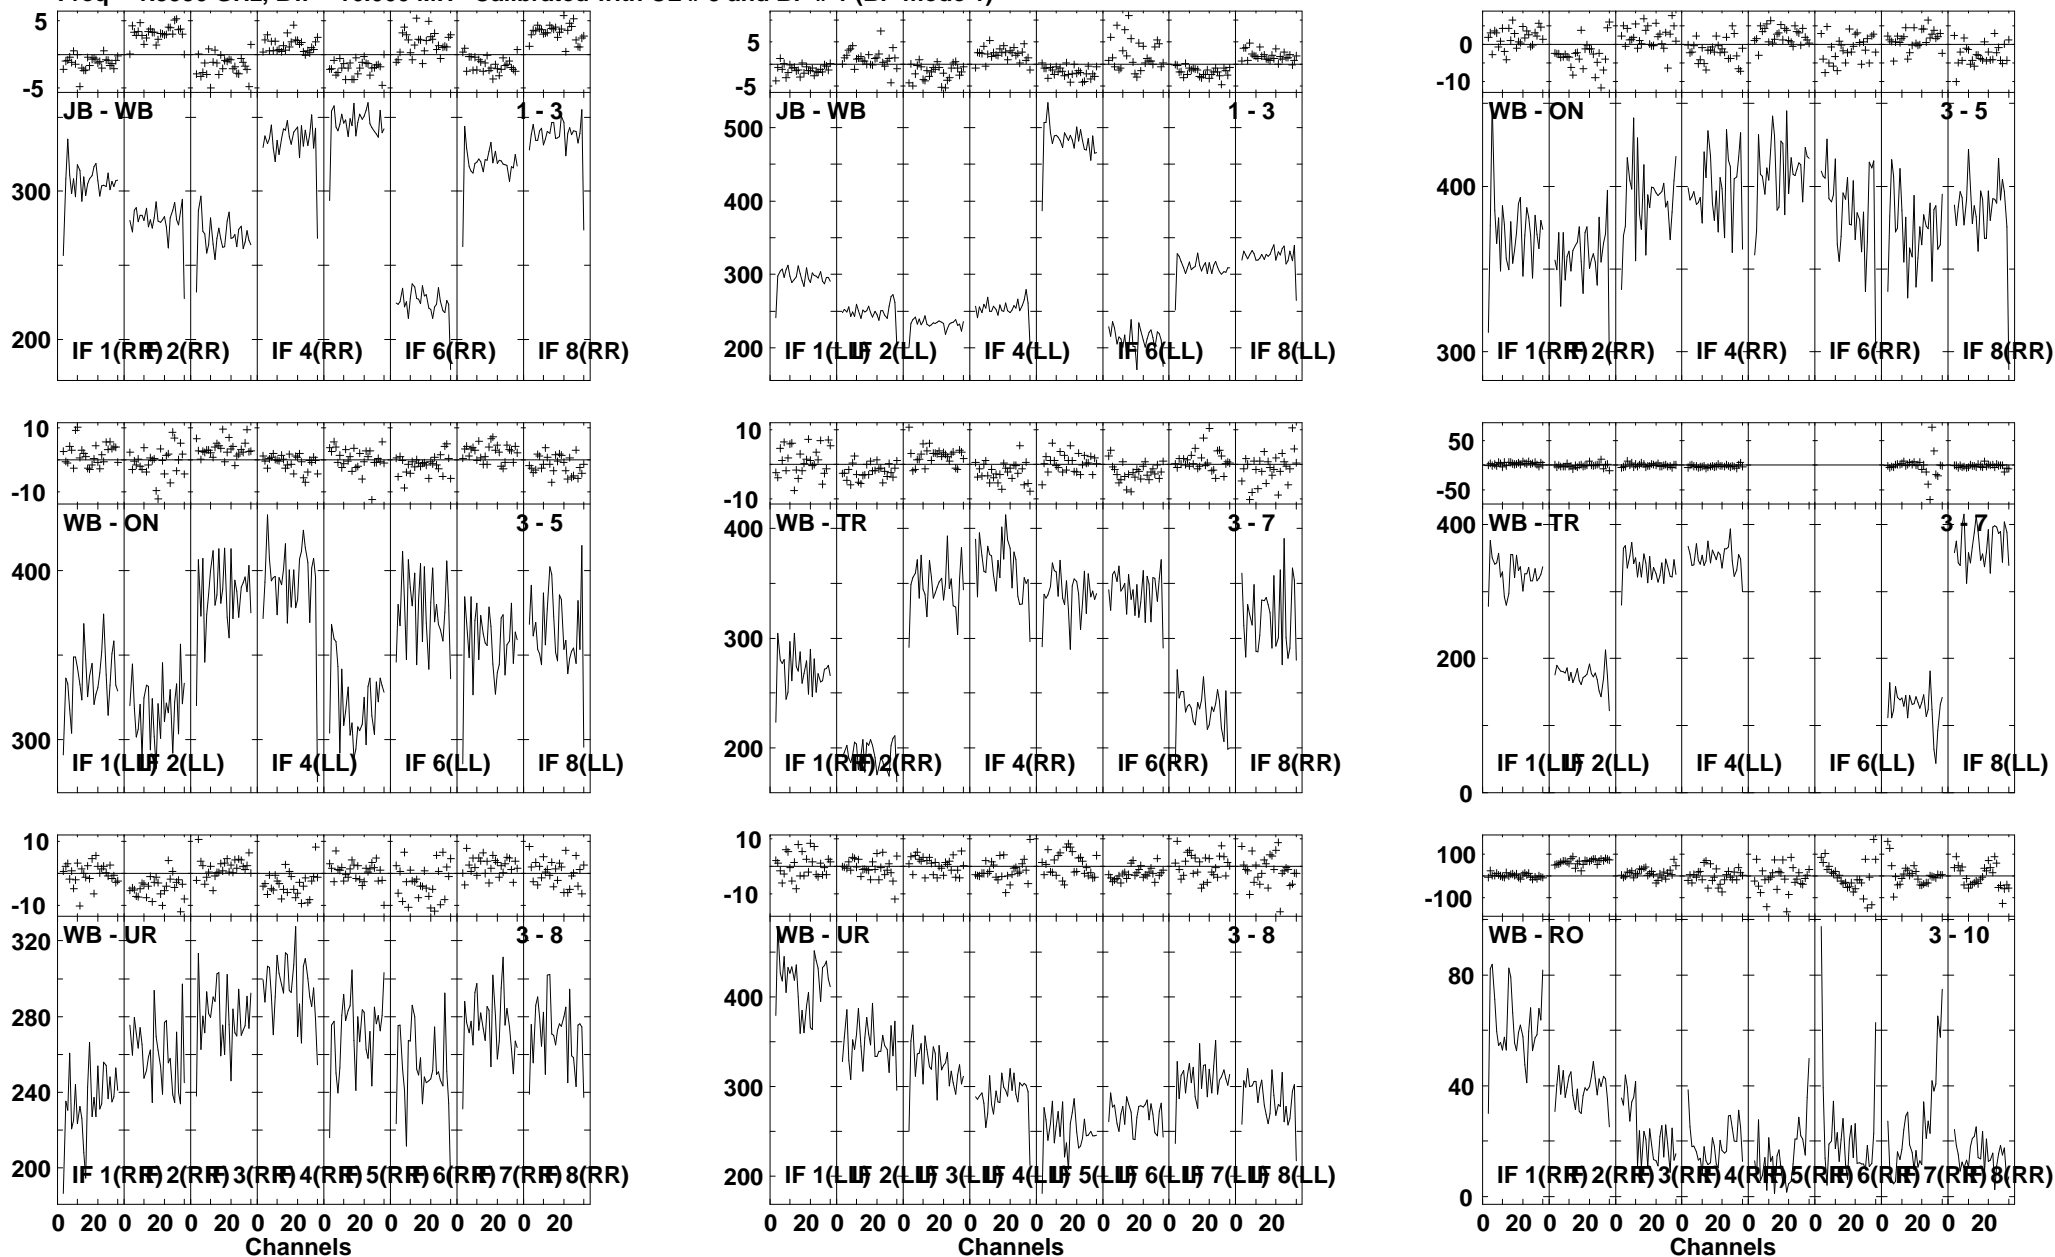 5
-5
JB - WB 1 - 3
300
200
IF 1(RR) IF 2(RR) IF 4(RR) IF 6(RR) IF 8(RR)
5
-5
JB - WB 1 - 3
500
400
300
200
IF 1(LL) IF 2(LL) IF 4(LL) IF 6(LL) IF 8(LL)
0
-10
WB - ON 3 - 5
400
300
IF 1(RR) IF 2(RR) IF 4(RR) IF 6(RR) IF 8(RR)
10
-10
WB - ON 3 - 5
400
300
IF 1(LL) IF 2(LL) IF 4(LL) IF 6(LL) IF 8(LL)
10
-10
WB - TR 3 - 7
400
300
200
IF 1(RR) IF 2(RR) IF 4(RR) IF 6(RR) IF 8(RR)
50
-50
WB - TR 3 - 7
400
200
0
IF 1(LL) IF 2(LL) IF 4(LL) IF 6(LL) IF 8(LL)
10
-10
WB - UR 3 - 8
320
280
240
200
IF 1(RR) IF 2(RR) IF 3(RR) IF 4(RR) IF 5(RR) IF 6(RR) IF 7(RR) IF 8(RR)
0 20 0 20 0 20 0 20 0 20 0 20 0 20 0 20
Channels
10
-10
WB - UR 3 - 8
400
300
200
IF 1(LL) IF 2(LL) IF 3(LL) IF 4(LL) IF 5(LL) IF 6(LL) IF 7(LL) IF 8(LL)
0 20 0 20 0 20 0 20 0 20 0 20 0 20 0 20
Channels
100
-100
WB - RO 3 - 10
80
40
0
IF 1(RR) IF 2(RR) IF 3(RR) IF 4(RR) IF 5(RR) IF 6(RR) IF 7(RR) IF 8(RR)
0 20 0 20 0 20 0 20 0 20 0 20 0 20 0 20
Channels